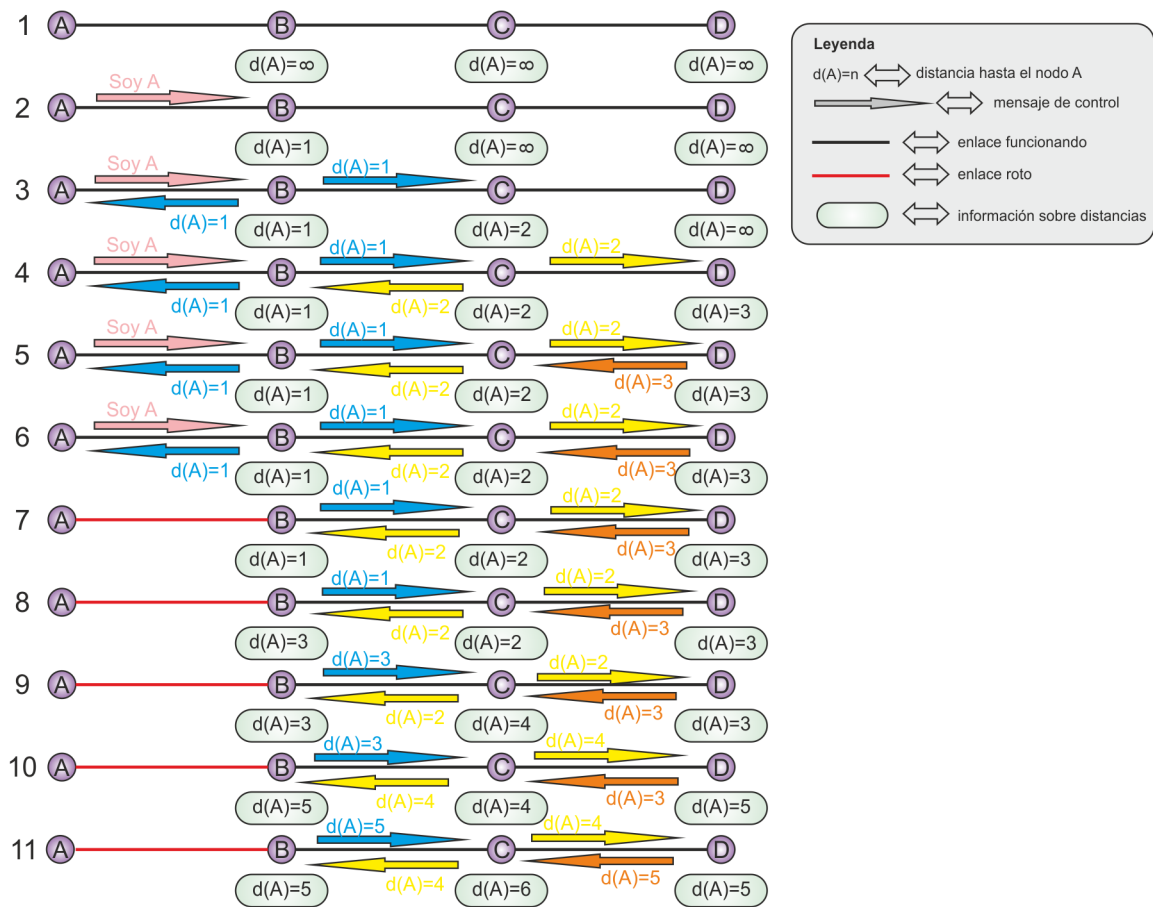 1 A B C D
d(A)=∞ d(A)=∞ d(A)=∞
Soy A
2 A B C D
d(A)=1 d(A)=∞ d(A)=∞
Soy A d(A)=1
3 A B C D
d(A)=1
d(A)=1 d(A)=2 d(A)=∞
Soy A d(A)=1 d(A)=2
4 A B C D
d(A)=1 d(A)=2
d(A)=1 d(A)=2 d(A)=3
Soy A d(A)=1 d(A)=2
5 A B C D
d(A)=1 d(A)=2 d(A)=3
d(A)=1 d(A)=2 d(A)=3
Soy A d(A)=1 d(A)=2
6 A B C D
d(A)=1 d(A)=2 d(A)=3
d(A)=1 d(A)=2 d(A)=3
d(A)=1 d(A)=2
7 A B C D
d(A)=2 d(A)=3
d(A)=1 d(A)=2 d(A)=3
d(A)=1 d(A)=2
8 A B C D
d(A)=2 d(A)=3
d(A)=3 d(A)=2 d(A)=3
d(A)=3 d(A)=2
9 A B C D
d(A)=2 d(A)=3
d(A)=3 d(A)=4 d(A)=3
d(A)=3 d(A)=4
10 A B C D
d(A)=4 d(A)=3
d(A)=5 d(A)=4 d(A)=5
d(A)=5 d(A)=4
11 A B C D
d(A)=4 d(A)=5
d(A)=5 d(A)=6 d(A)=5
Leyenda
d(A)=n distancia hasta el nodo A
mensaje de control
enlace funcionando
enlace roto
información sobre distancias